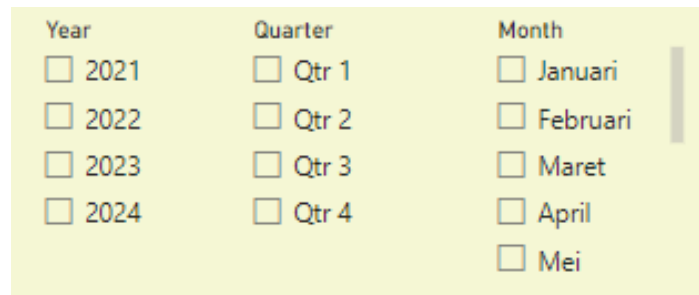 Year Quarter Month
2021 Qtr 1 Januari
2022 Qtr 2 Februari
2023 Qtr 3 Maret
2024 Qtr 4 April
Mei